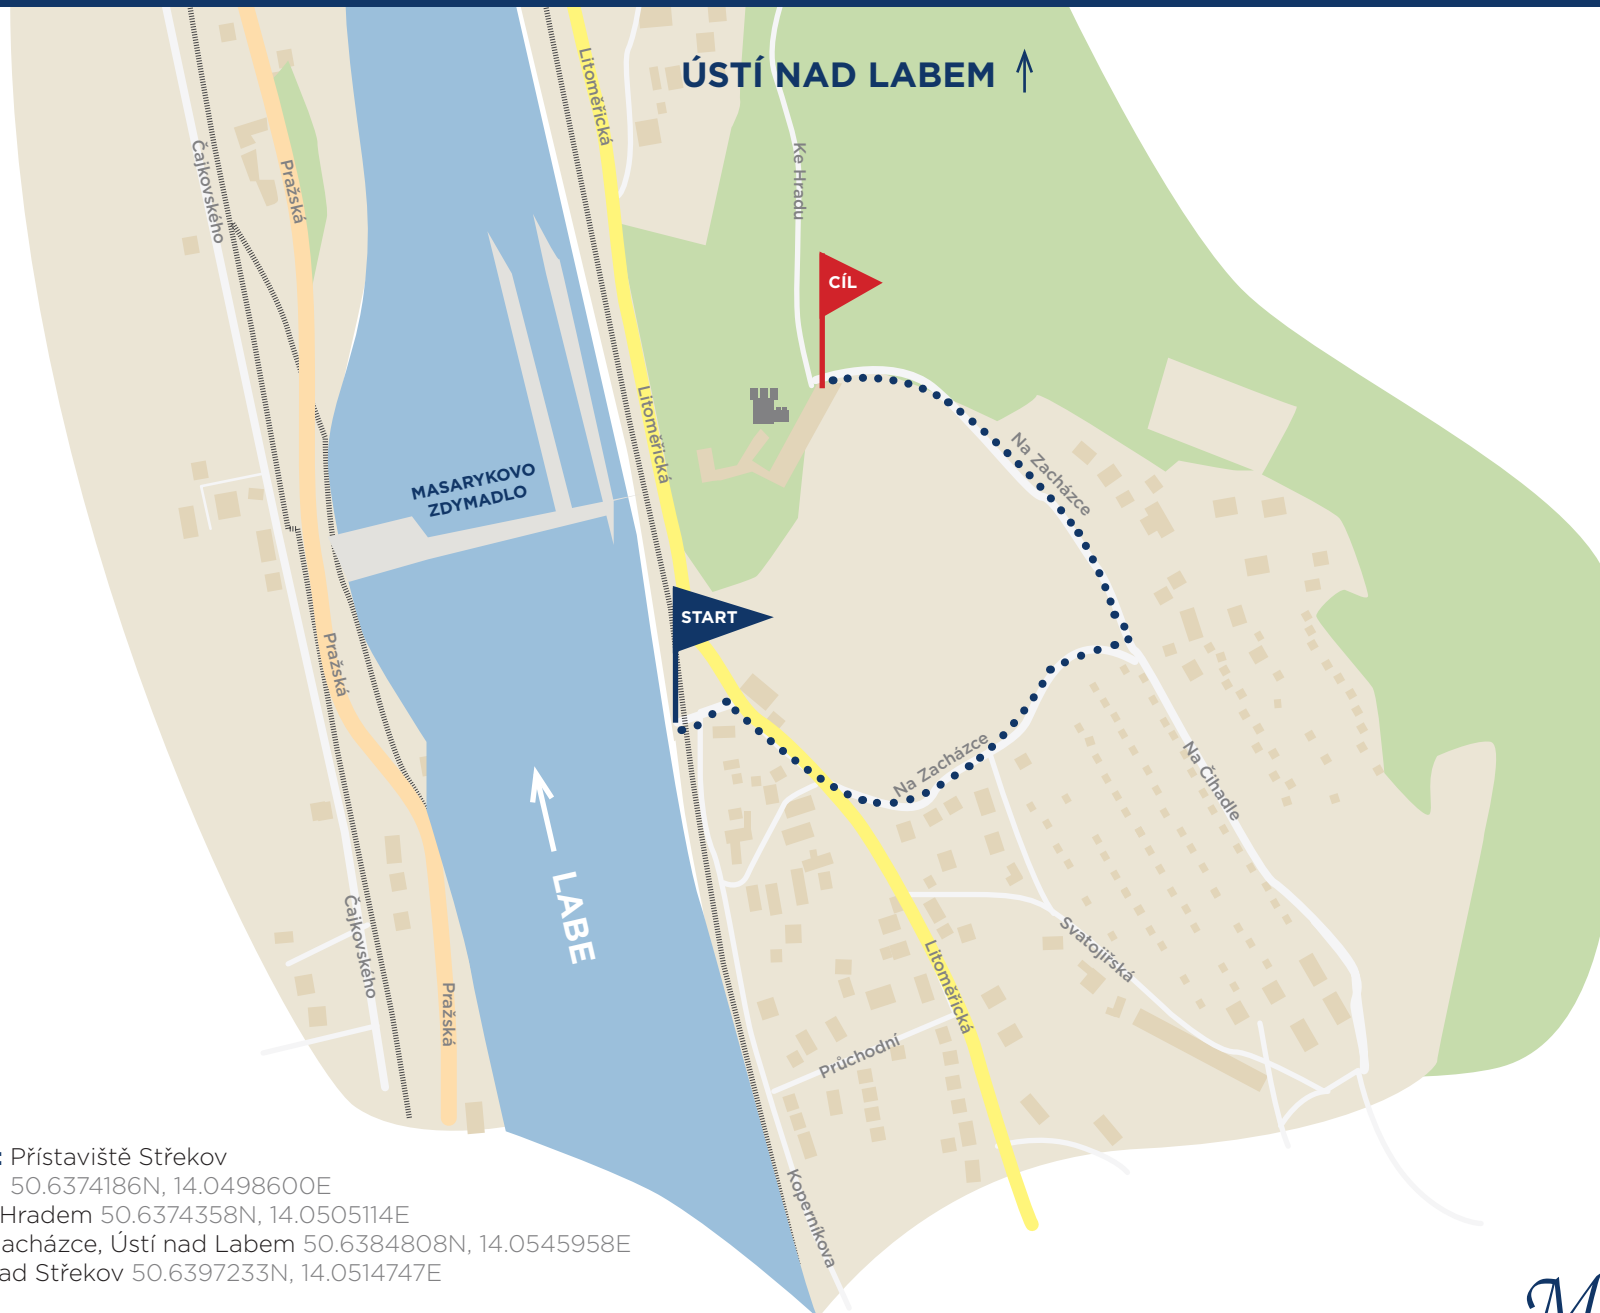 ÚSTÍ NAD LABEM
Litoměřická
Ke Hradu
Čajkovského
Pražská
CÍL
Litoměřická
Na Zacházce
MASARYKOVO
ZDYMADLO
START
Pražská
Na Zacházce
Na Čihadle
LABE
Čajkovského
Pražská
Litoměřická
Svatojiřská
Průchodní
Koperníkova
: Přístaviště Střekov
50.6374186N, 14.0498600E
Hradem 50.6374358N, 14.0505114E
acházce, Ústí nad Labem 50.6384808N, 14.0545958E
ad Střekov 50.6397233N, 14.0514747E
M